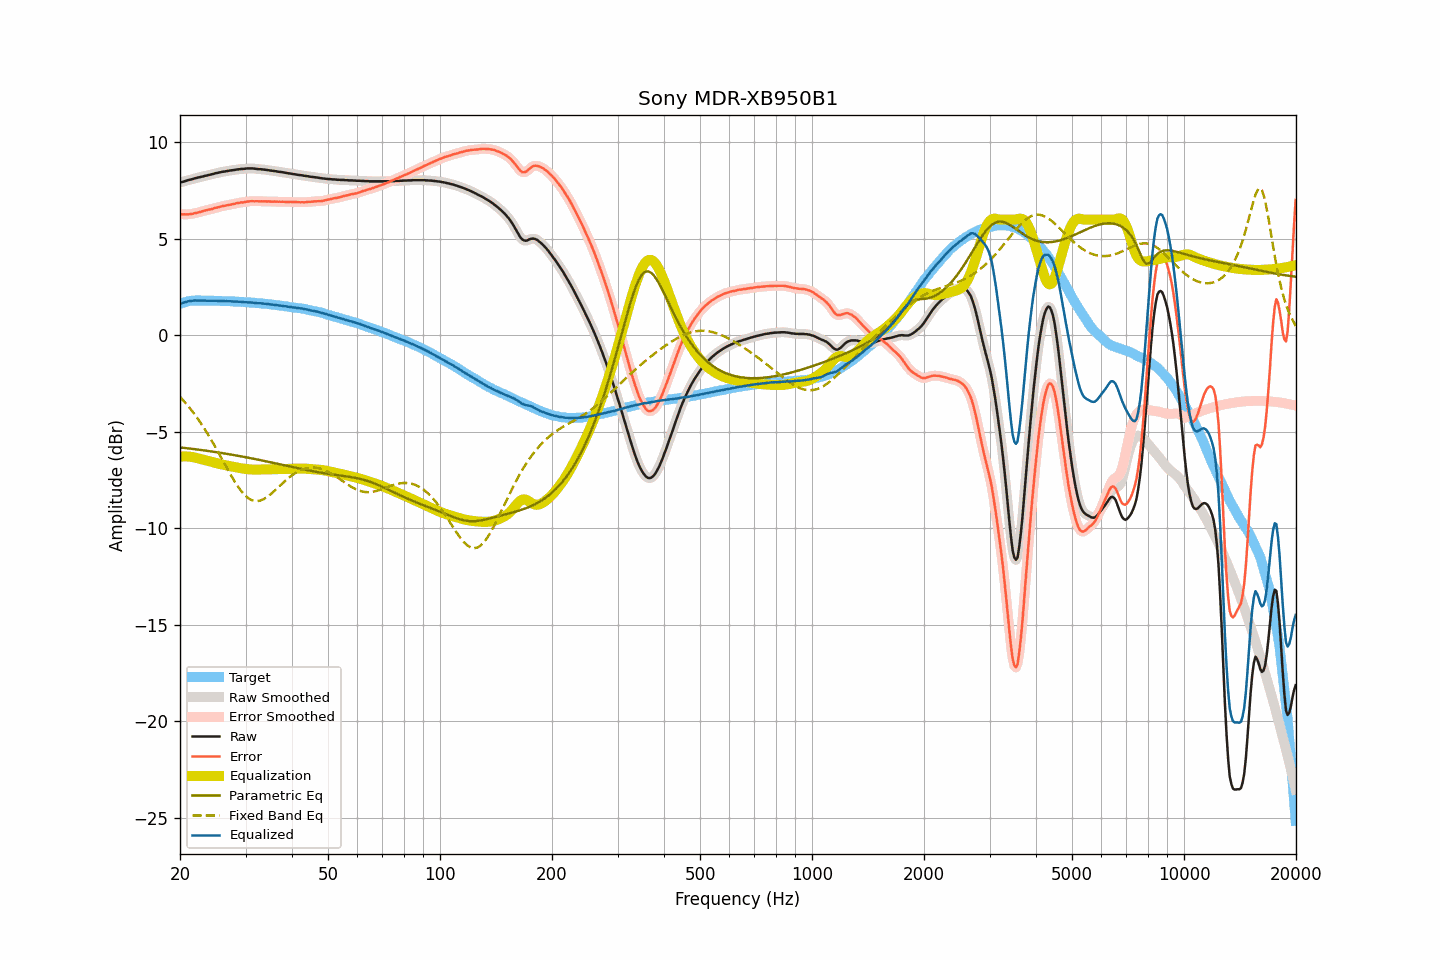 Sony MDR-XB950B1
10
5
0
−5
−10
−15
−20
−25
Amplitude (dBr)
Target
Raw Smoothed
Error Smoothed
Raw
Error
Equalization
Parametric Eq
Fixed Band Eq
Equalized
20 50 100 200 500 1000 2000 5000 10000 20000
Frequency (Hz)